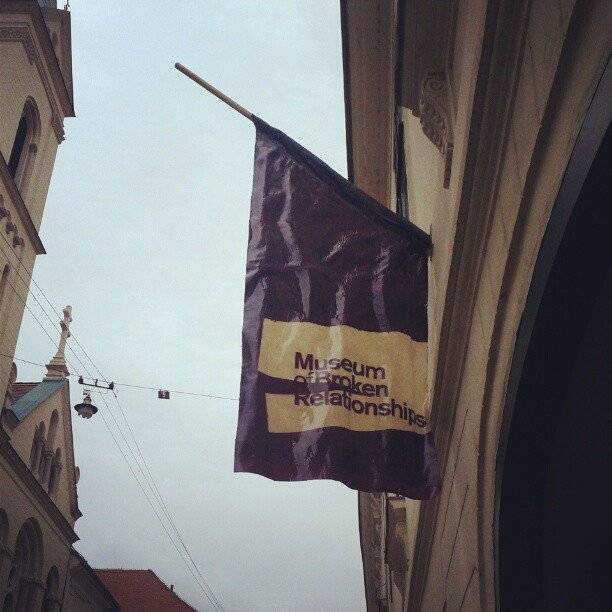 Museum
of Broken
Relationships